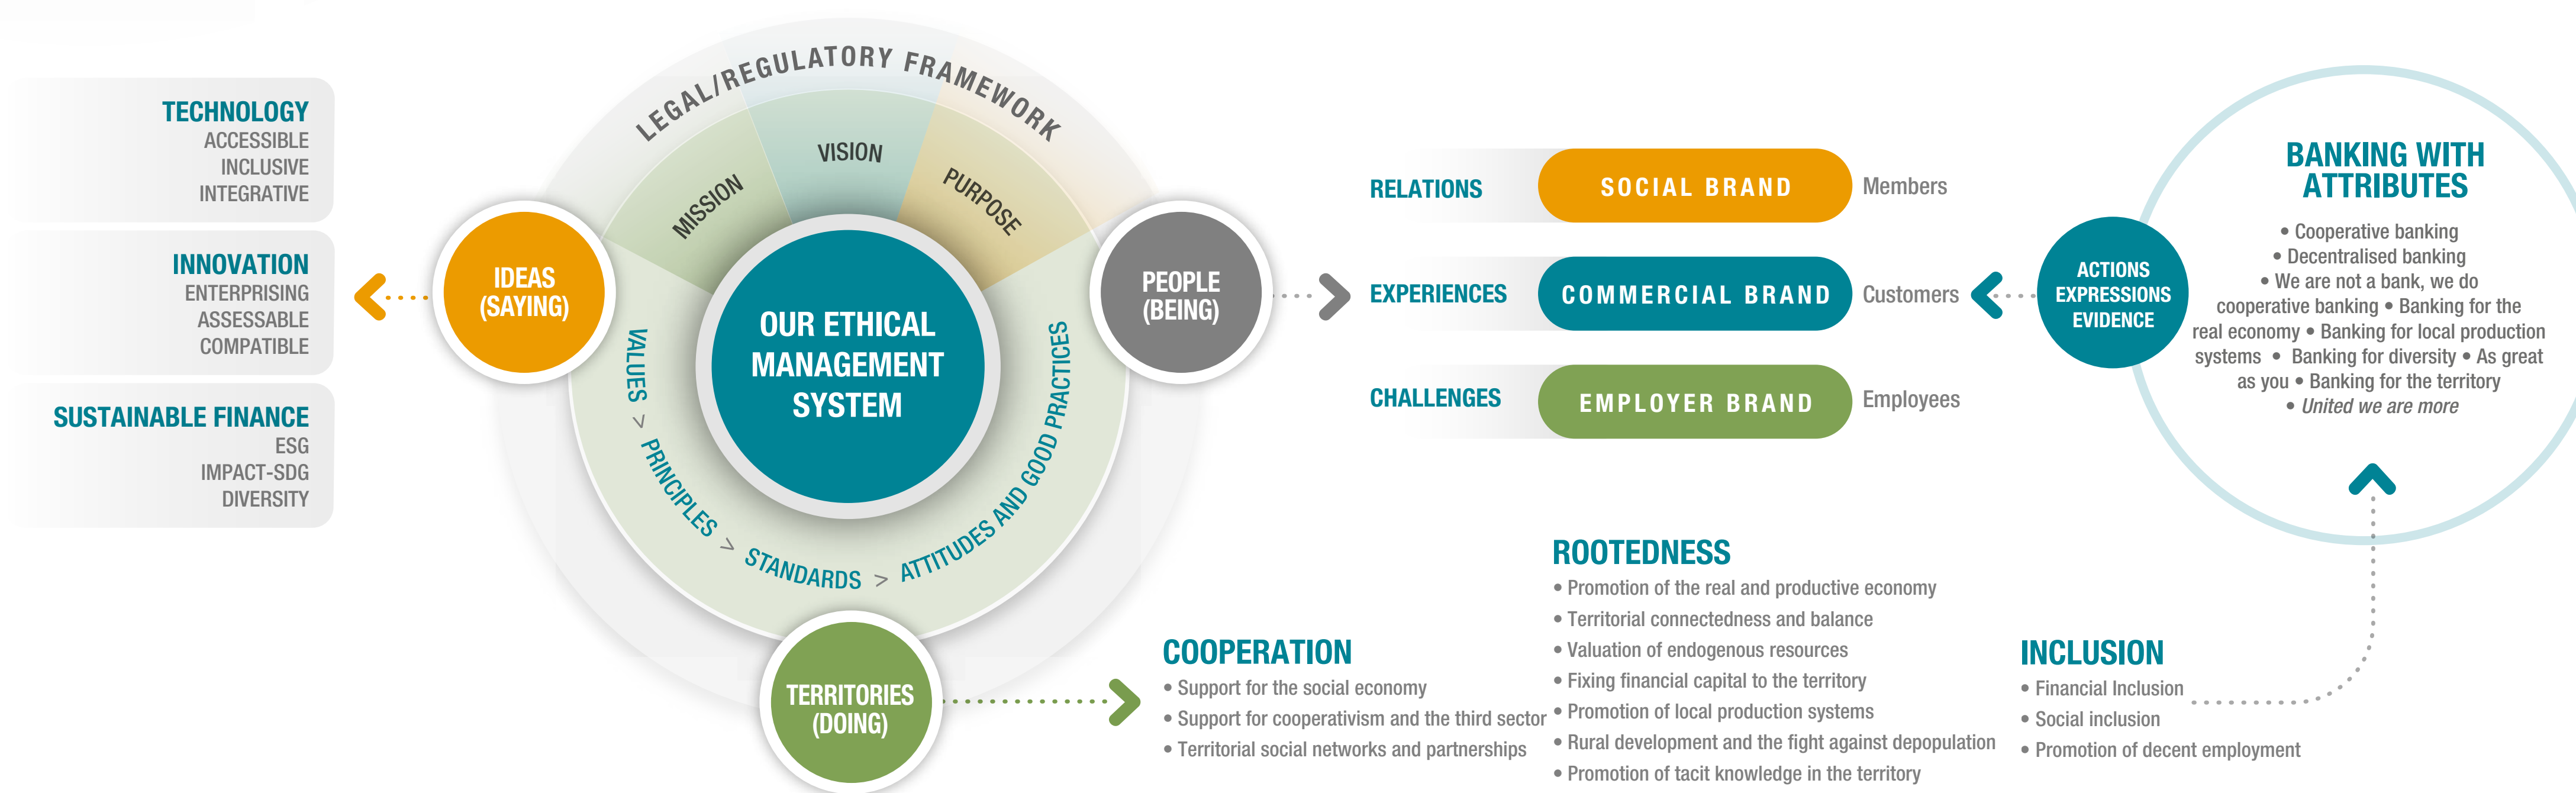 TECHNOLOGY
ACCESSIBLE
INCLUSIVE
INTEGRATIVE
INNOVATION
ENTERPRISING
ASSESSABLE
COMPATIBLE
SUSTAINABLE FINANCE
ESG
IMPACT-SDG
DIVERSITY
LEGAL/REGULATORY FRAMEWORK
MISSION
VISION
PURPOSE
IDEAS
(SAYING)
OUR ETHICAL
MANAGEMENT
SYSTEM
PEOPLE
(BEING)
VALUES > PRINCIPLES > STANDARDS > ATTITUDES AND GOOD PRACTICES
TERRITORIES
(DOING)
RELATIONS
SOCIAL BRAND
Members
EXPERIENCES
COMMERCIAL BRAND
Customers
CHALLENGES
EMPLOYER BRAND
Employees
ACTIONS
EXPRESSIONS
EVIDENCE
BANKING WITH
ATTRIBUTES
• Cooperative banking
• Decentralised banking
• We are not a bank, we do
cooperative banking • Banking for the
real economy • Banking for local production
systems • Banking for diversity • As great
as you • Banking for the territory
• United we are more
COOPERATION
• Support for the social economy
• Support for cooperativism and the third sector
• Territorial social networks and partnerships
ROOTEDNESS
• Promotion of the real and productive economy
• Territorial connectedness and balance
• Valuation of endogenous resources
• Fixing financial capital to the territory
• Promotion of local production systems
• Rural development and the fight against depopulation
• Promotion of tacit knowledge in the territory
INCLUSION
• Financial Inclusion
• Social inclusion
• Promotion of decent employment